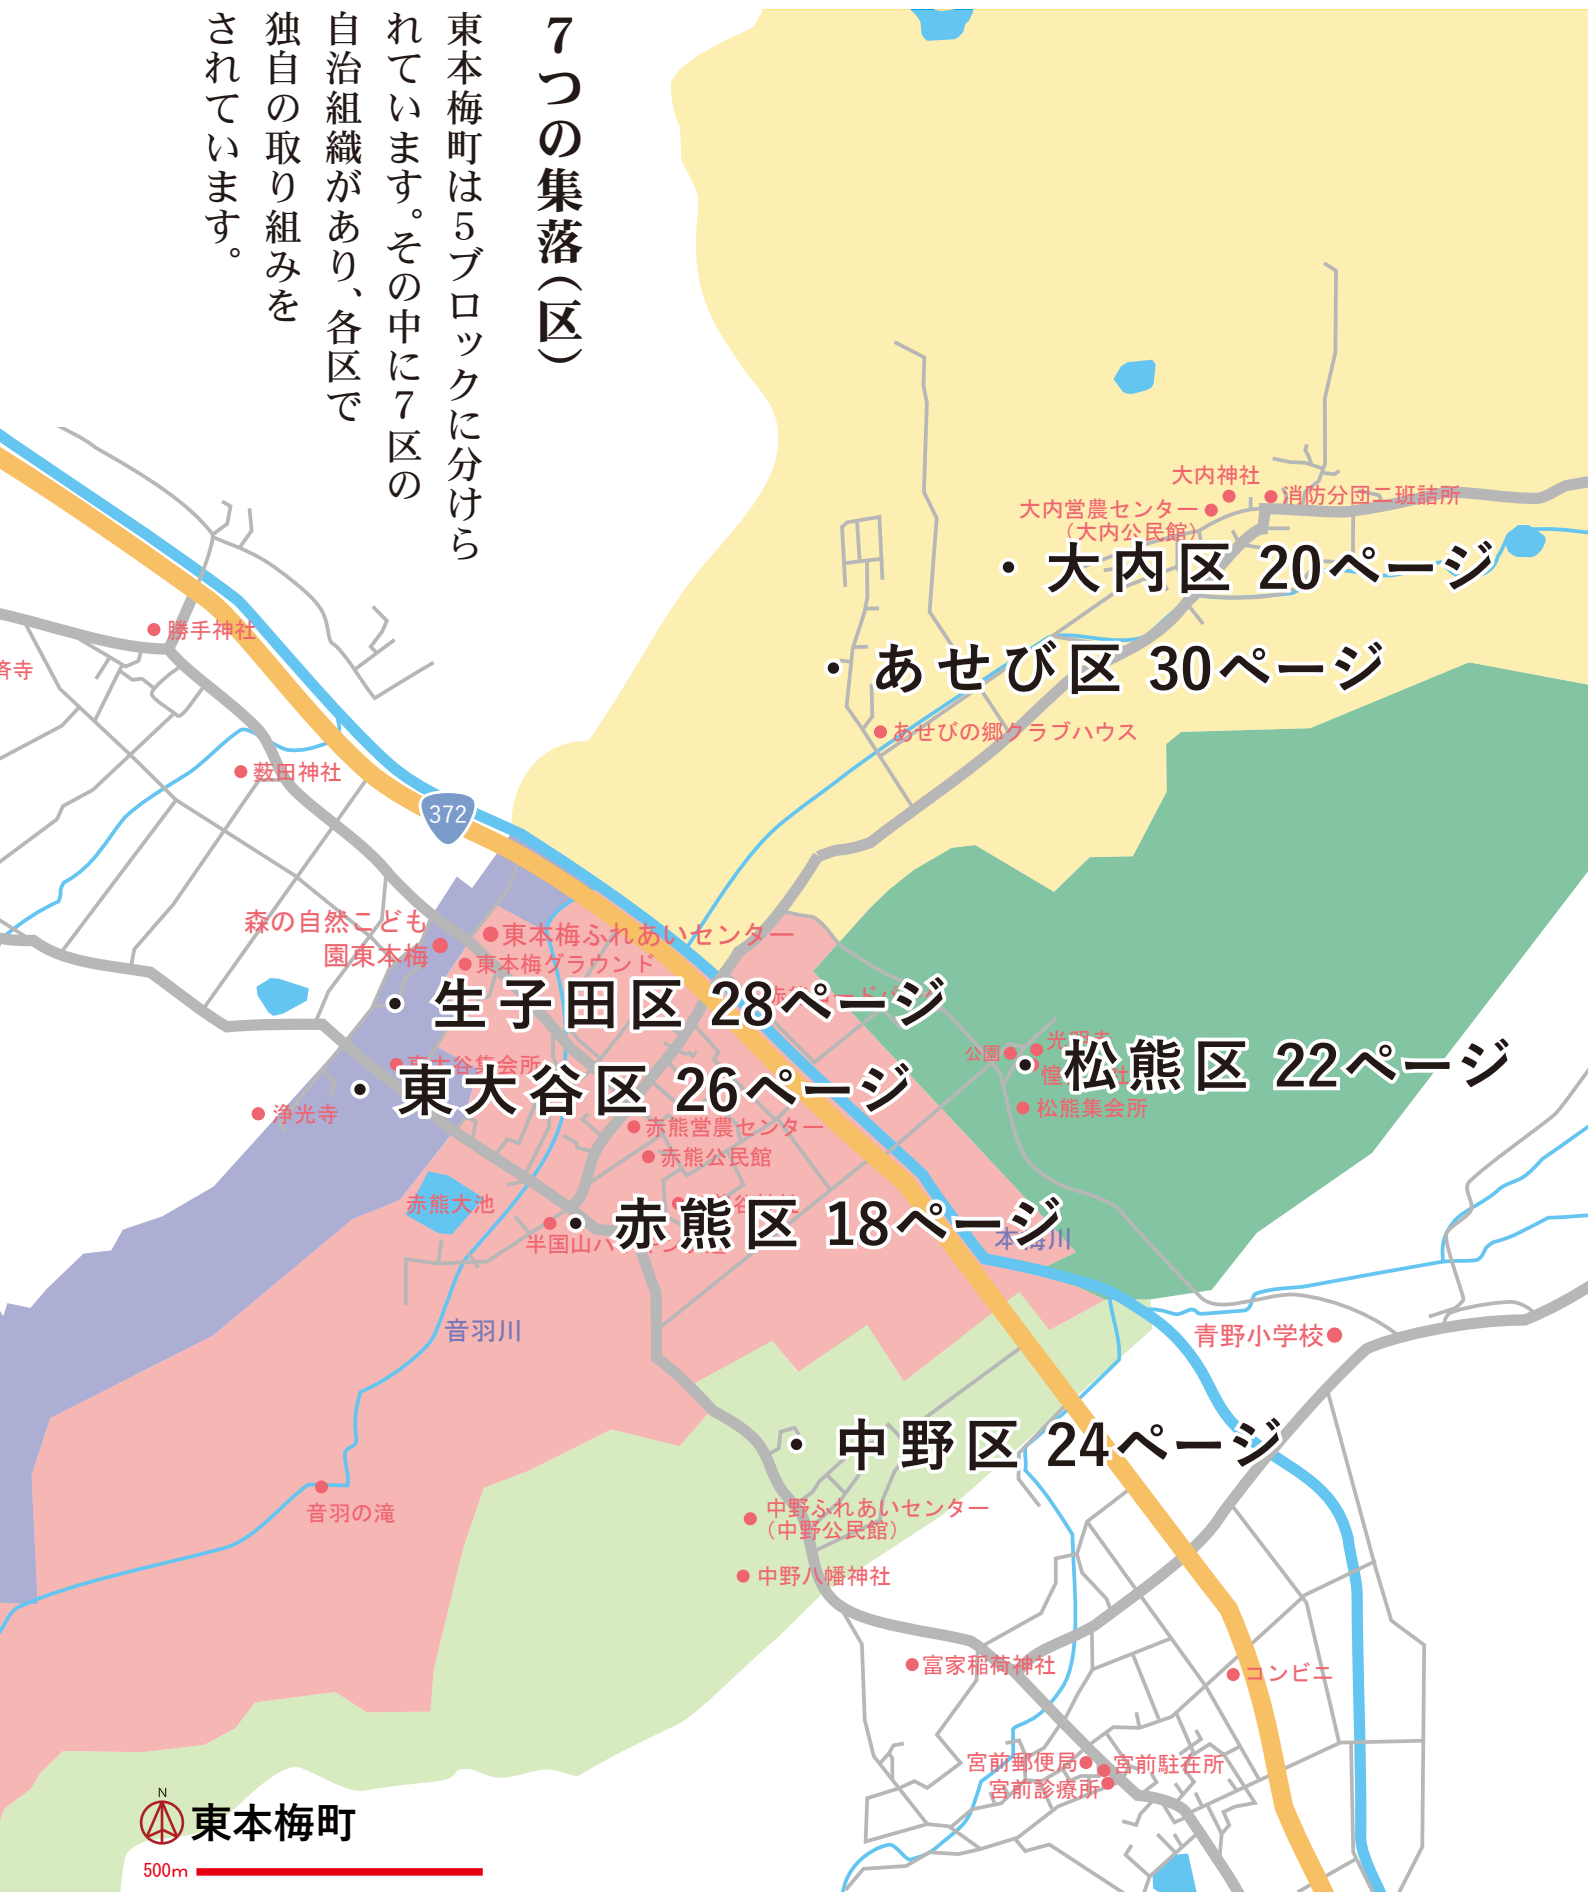 7つの集落（区）
東本梅町は5ブロックに分けら
れています。その中に7区の
自治組織があり、各区で
独自の取り組みを
されています。
大内神社
消防分団二班詰所
大内営農センター
（大内公民館）
・大内区 20ページ
・あせび区 30ページ
あせびの郷クラブハウス
勝手神社
斉寺
薮田神社
372
森の自然こども
園東本梅
東本梅ふれあいセンター
東本梅グラウンド
・生子田区 28ページ
公園
・松熊区 22ページ
松熊集会所
東大谷集会所
・東大谷区 26ページ
浄光寺
赤熊営農センター
赤熊公民館
赤熊大池
・赤熊区 18ページ
本梅川
音羽川
青野小学校
・中野区 24ページ
音羽の滝
中野ふれあいセンター
（中野公民館）
中野八幡神社
富家稲荷神社
コンビニ
宮前郵便局
宮前駐在所
宮前診療所
N
東本梅町
500m